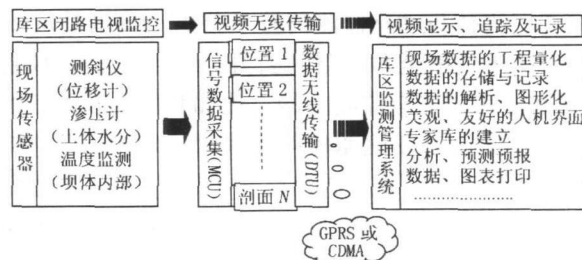 库区闭路电视监控
视频无线传输
视频显示、追踪及记录
现场传感器
测斜仪
(位移计)
渗压计
(土体水分)
温度监测
(坝体内部)
信号数据采集(MCU)
位置 1
位置 2
剖面 N
数据无线传输(DTU)
GPRS 或
CDMA
库区监测管理系统
现场数据的工程量化
数据的存储与记录
数据的解析、图形化
美观、友好的人机界面
专家库的建立
分析、预测预报
数据、图表打印
…………………